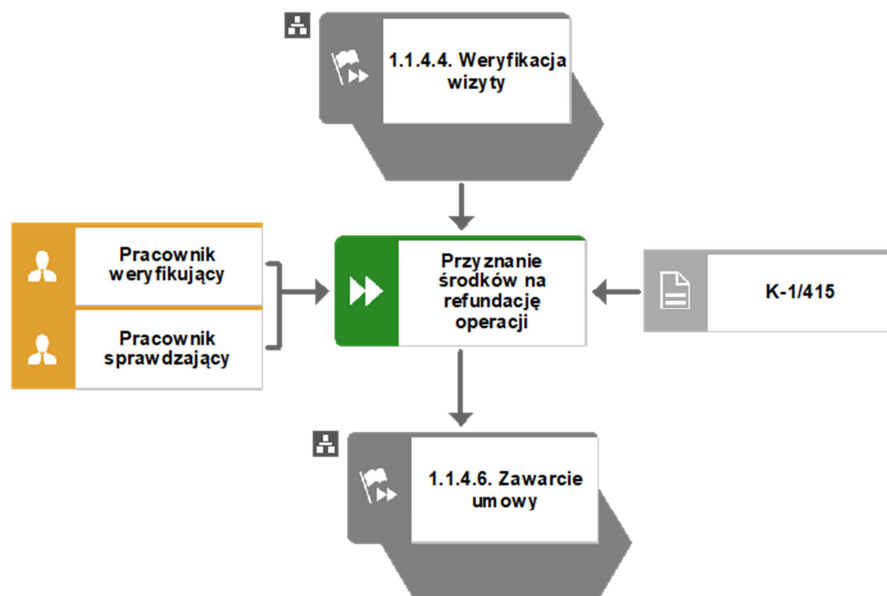 1.1.4.4. Weryfikacja
wizyty
Pracownik
weryfikujący
Pracownik
sprawdzający
Przyznanie
środków na
refundację
operacji
K-1/415
1.1.4.6. Zawarcie
umowy